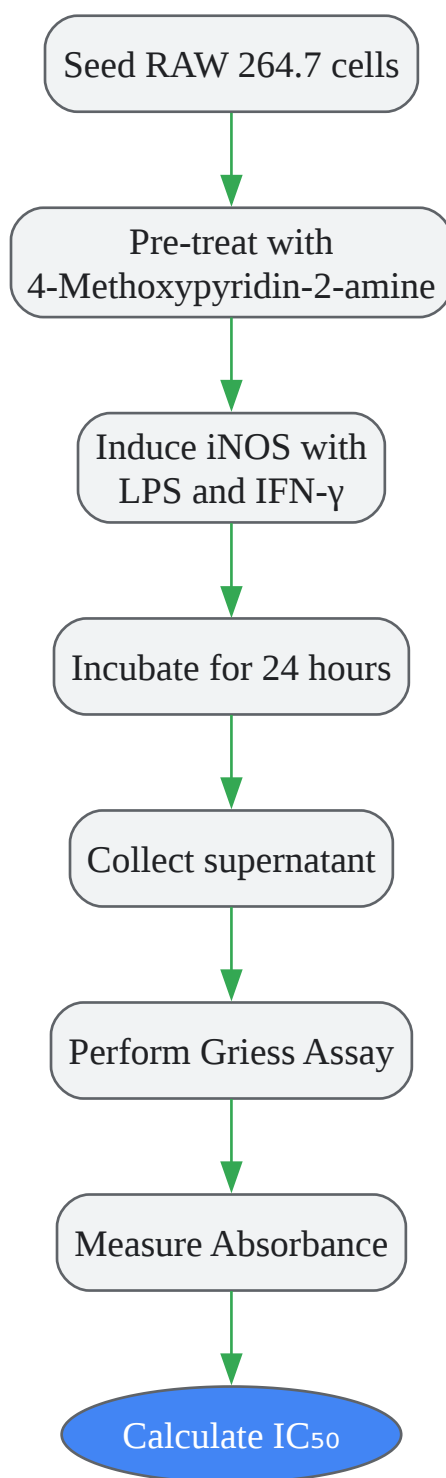 Seed RAW 264.7 cells
Pre-treat with
4-Methoxypyridin-2-amine
Induce iNOS with
LPS and IFN-γ
Incubate for 24 hours
Collect supernatant
Perform Griess Assay
Measure Absorbance
Calculate IC₅₀